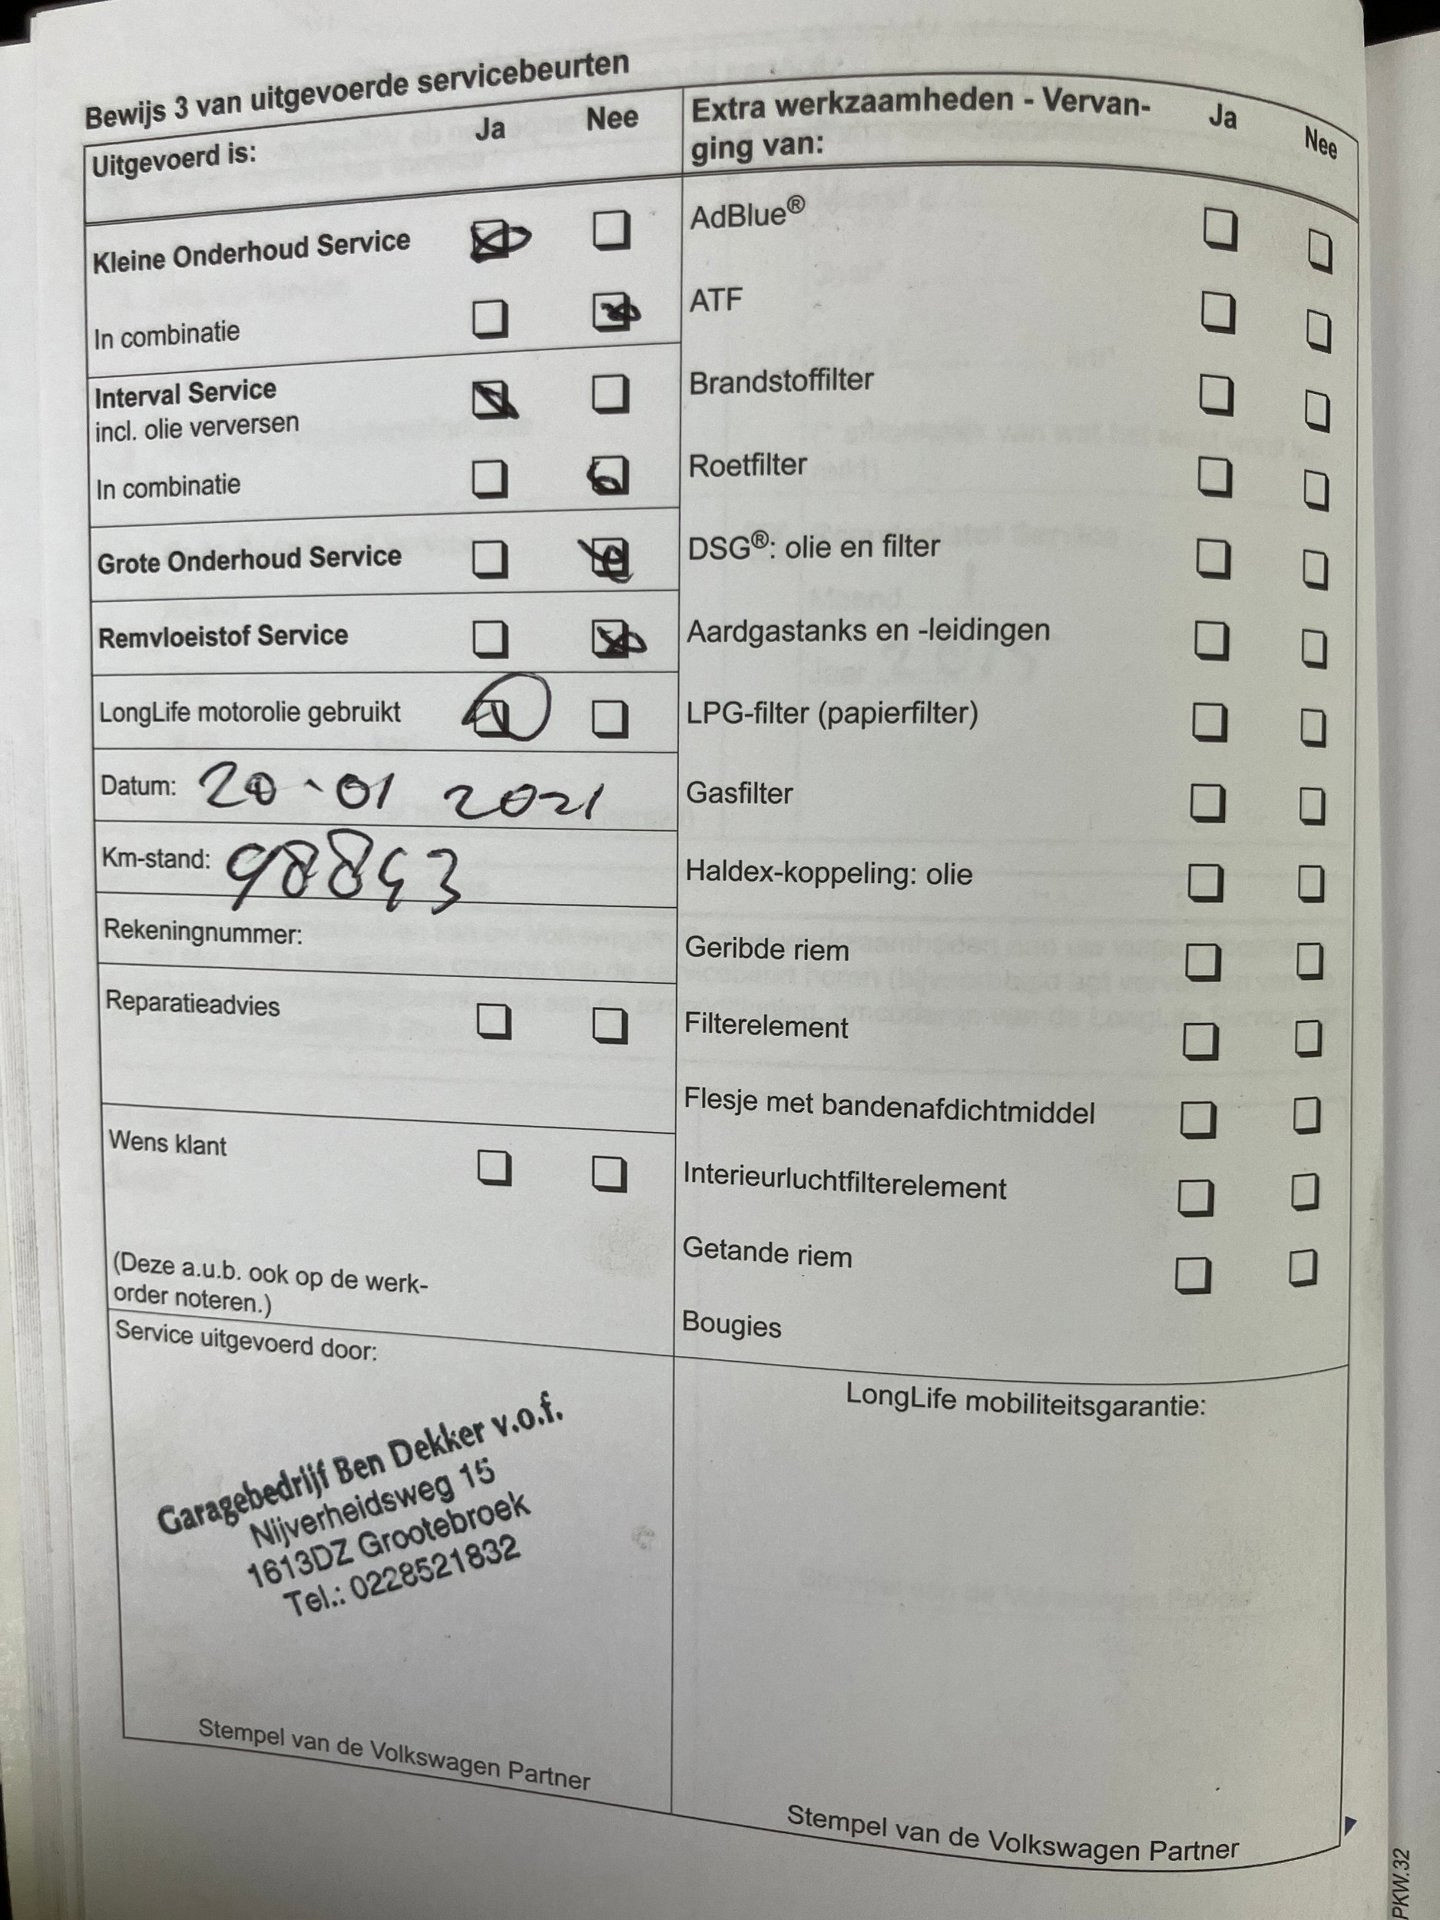 Bewijs 3 van uitgevoerde servicebeurten
Uitgevoerd is: Ja Nee
Kleine Onderhoud Service
In combinatie
Interval Service
incl. olie verversen
In combinatie
Grote Onderhoud Service
Remvloeistof Service
LongLife motorolie gebruikt
Datum: 20-01 2021
Km-stand: 98893
Rekeningnummer:
Reparatieadvies
Wens klant
(Deze a.u.b. ook op de werk-
order noteren.)
Service uitgevoerd door:
Garagebedrijf Ben Dekker v.o.f.
Nijverheidsweg 15
1613DZ Grootebroek
Tel.: 0228521832
Stempel van de Volkswagen Partner
Extra werkzaamheden - Vervan- Ja Nee
ging van:
AdBlue®
ATF
Brandstoffilter
Roetfilter
DSG®: olie en filter
Aardgastanks en -leidingen
LPG-filter (papierfilter)
Gasfilter
Haldex-koppeling: olie
Geribde riem
Filterelement
Flesje met bandenafdichtmiddel
Interieurluchtfilterelement
Getande riem
Bougies
LongLife mobiliteitsgarantie:
Stempel van de Volkswagen Partner
PKW.32